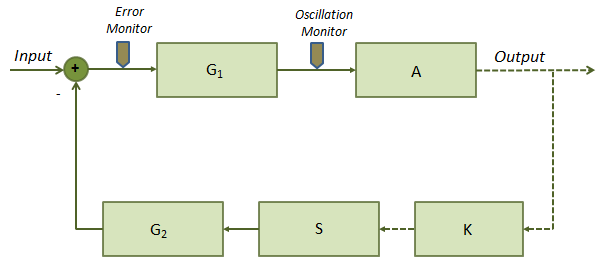 Error
Monitor
Oscillation
Monitor
Input
+
G₁
A
Output
-
G₂
S
K